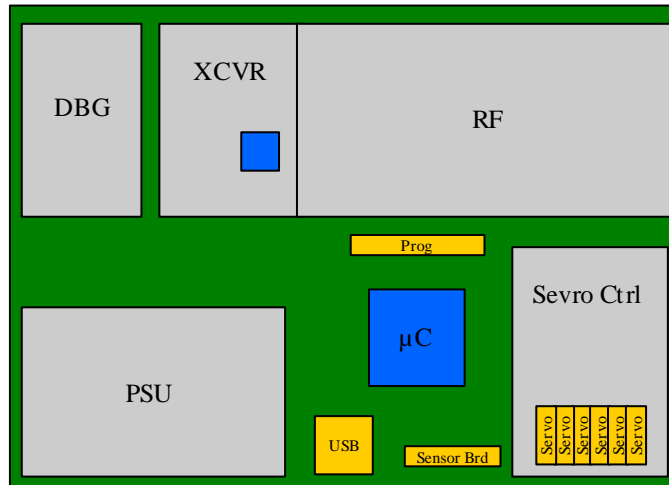 DBG
XCVR
RF
Prog
Sevro Ctrl
µC
PSU
USB
Sensor Brd
Servo
Servo
Servo
Servo
Servo
Servo